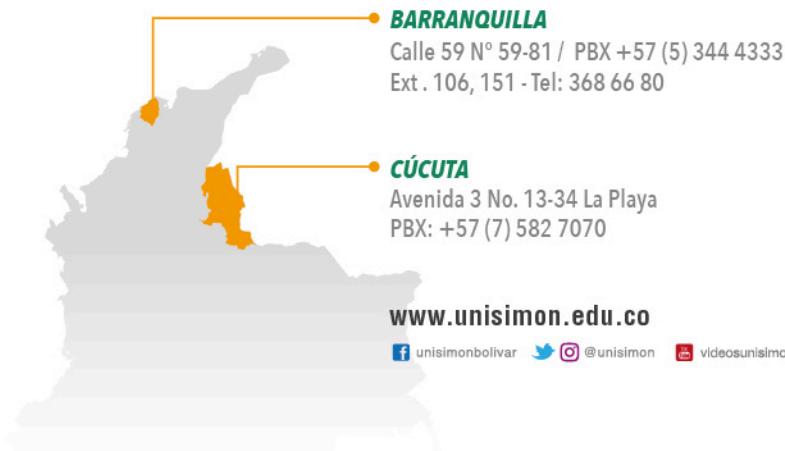 BARRANQUILLA
Calle 59 Nº 59-81 / PBX +57 (5) 344 4333
Ext . 106, 151 - Tel: 368 66 80
CÚCUTA
Avenida 3 No. 13-34 La Playa
PBX: +57 (7) 582 7070
www.unisimon.edu.co
unisimonbolivar @unisimon